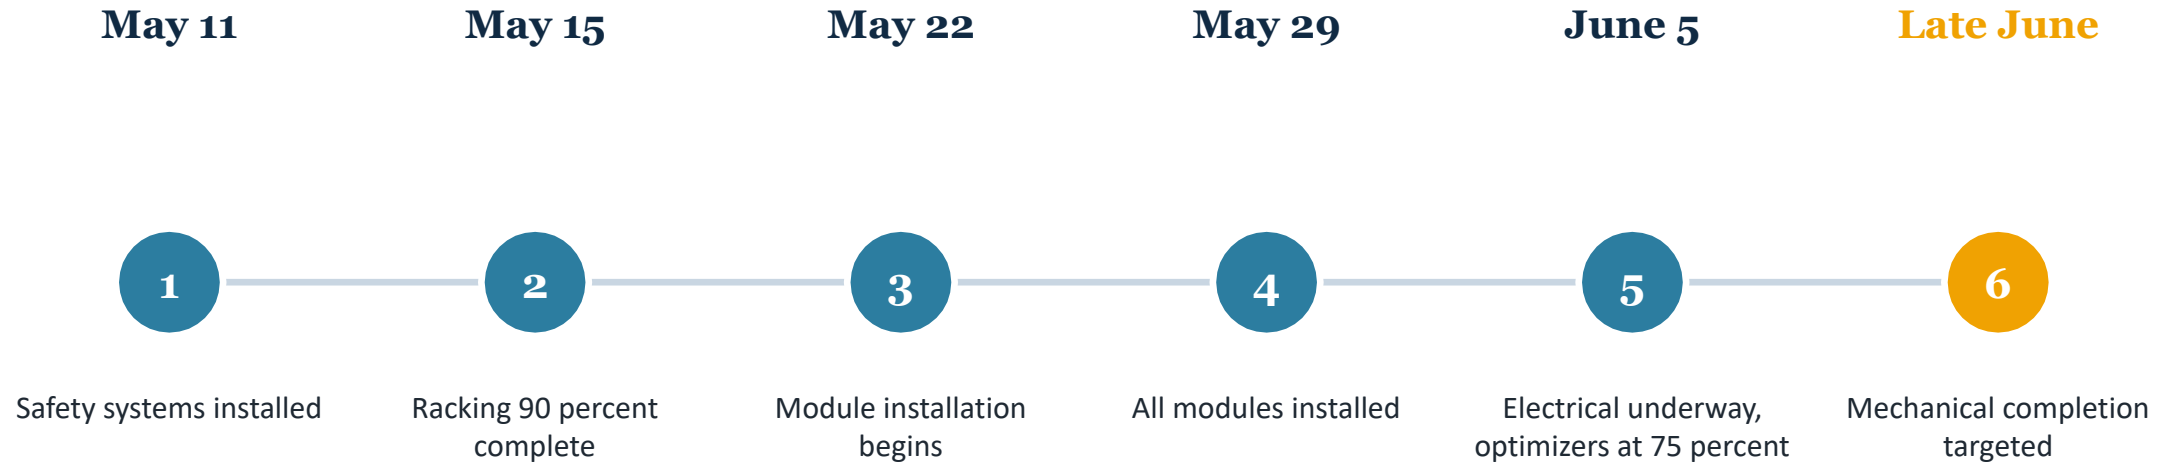 May 11
May 15
May 22
May 29
June 5
Late June
1
2
3
4
5
6
Safety systems installed
Racking 90 percent
complete
Module installation
begins
All modules installed
Electrical underway,
optimizers at 75 percent
Mechanical completion
targeted